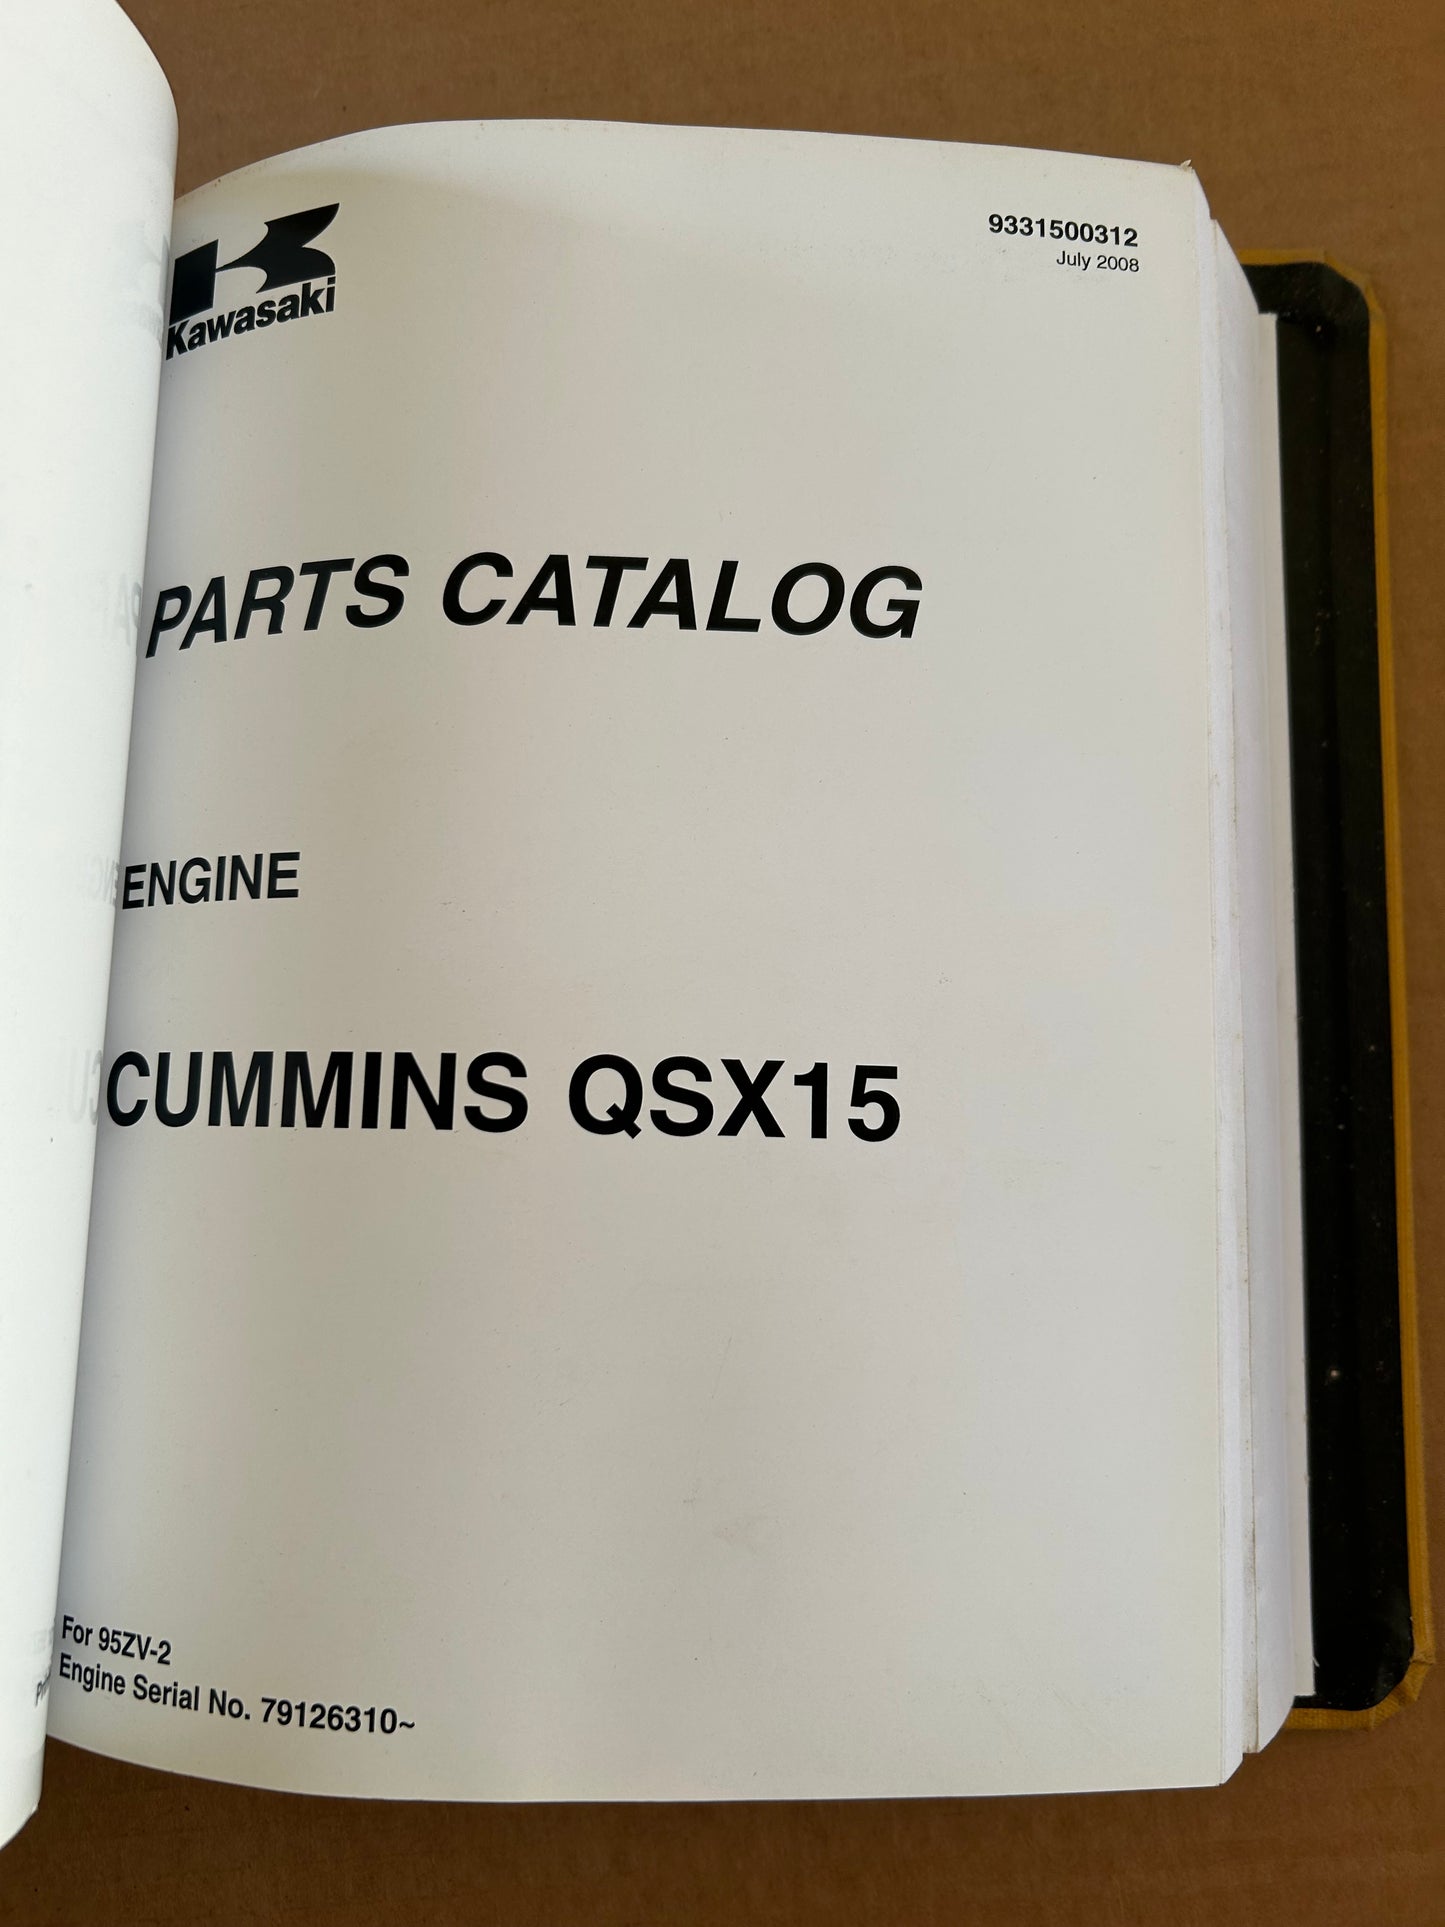 Kawasaki
9331500312
July 2008
PARTS CATALOG
ENGINE
CUMMINS QSX15
For 95ZV-2
Engine Serial No. 79126310~